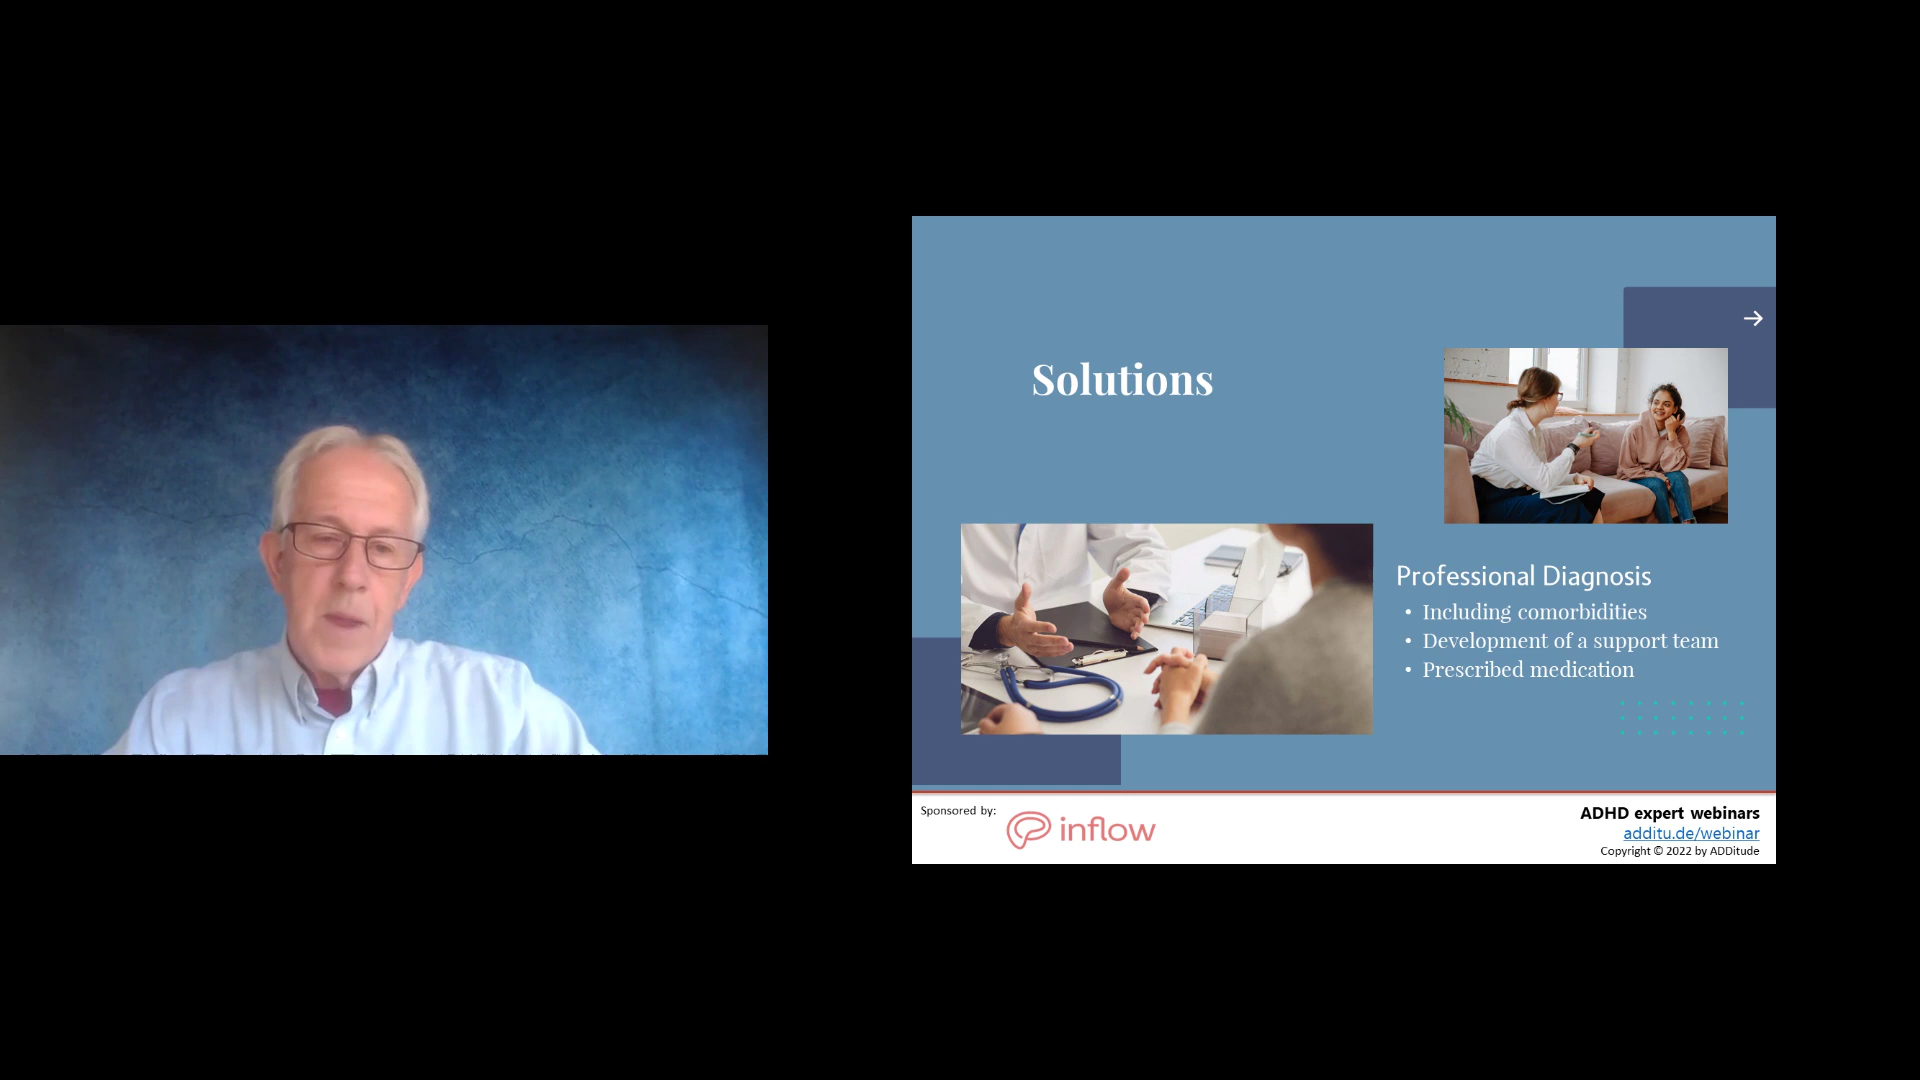 Solutions
Professional Diagnosis
• Including comorbidities
• Development of a support team
• Prescribed medication
Sponsored by:
inflow
ADHD expert webinars
additu.de/webinar
Copyright © 2022 by ADDitude